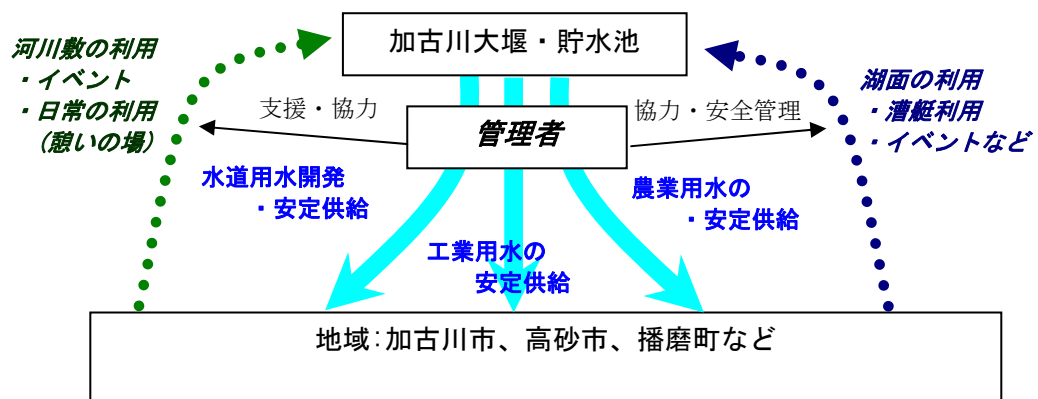 加古川大堰・貯水池
河川敷の利用
・イベント
・日常の利用
（憩いの場）
支援・協力
管理者
協力・安全管理
湖面の利用
・漕艇利用
・イベントなど
水道用水開発
・安定供給
農業用水の
・安定供給
工業用水の
安定供給
地域：加古川市、高砂市、播磨町など